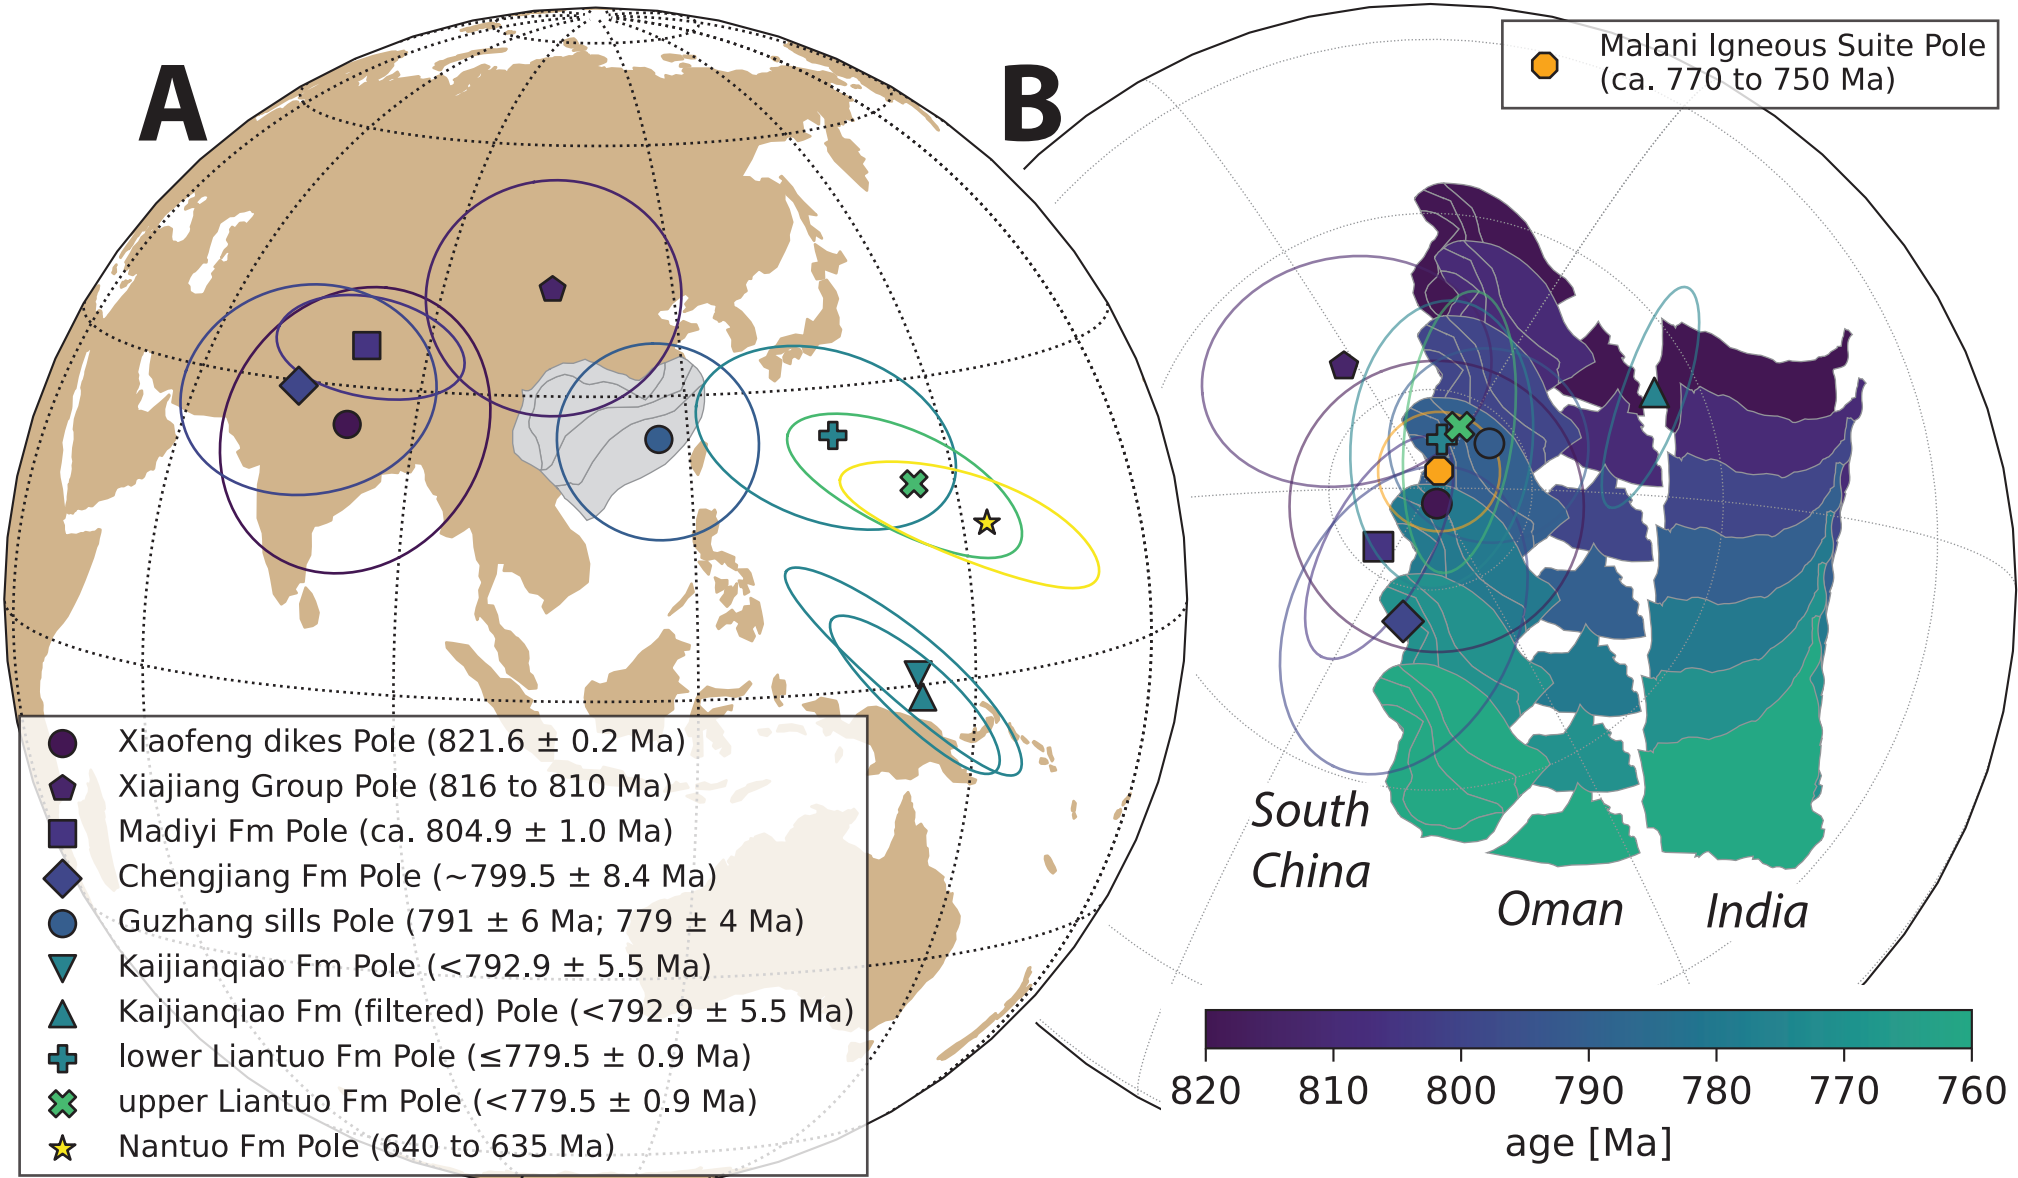 A
B
Malani Igneous Suite Pole
(ca. 770 to 750 Ma)
Xiaofeng dikes Pole (821.6 ± 0.2 Ma)
Xiajiang Group Pole (816 to 810 Ma)
Madiyi Fm Pole (ca. 804.9 ± 1.0 Ma)
Chengjiang Fm Pole (~799.5 ± 8.4 Ma)
Guzhang sills Pole (791 ± 6 Ma; 779 ± 4 Ma)
Kaijianqiao Fm Pole (<792.9 ± 5.5 Ma)
Kaijianqiao Fm (filtered) Pole (<792.9 ± 5.5 Ma)
lower Liantuo Fm Pole (≤779.5 ± 0.9 Ma)
upper Liantuo Fm Pole (<779.5 ± 0.9 Ma)
Nantuo Fm Pole (640 to 635 Ma)
South
China
Oman
India
820 810 800 790 780 770 760
age [Ma]